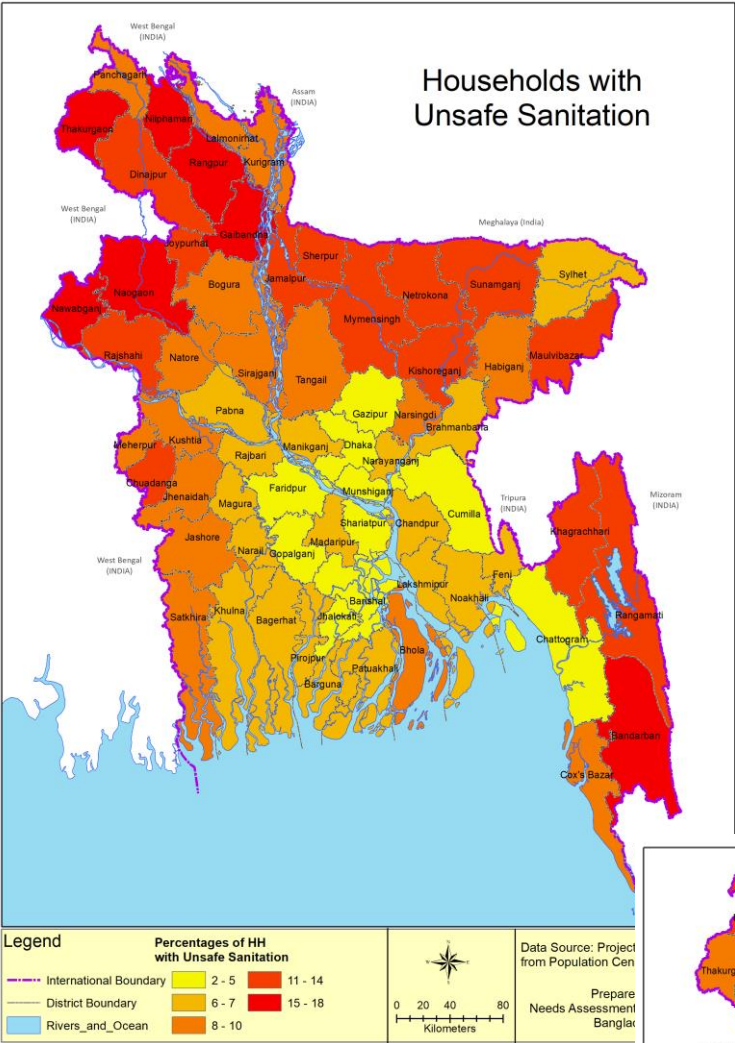 Households with
Unsafe Sanitation
West Bengal
(INDIA)
Assam
(INDIA)
Panchagarh
Thakurgaon
Nilphamari
Lalmonirhat
Rangpur
Kurigram
Dinajpur
West Bengal
(INDIA)
Meghalaya (India)
Gaibandha
Joypurhat
Sherpur
Sylhet
Bogura
Jamalpur
Netrokona
Sunamganj
Naogaon
Nawabganj
Mymensingh
Rajshahi
Natore
Sirajganj
Tangail
Kishoreganj
Habiganj
Maulvibazar
Pabna
Gazipur
Narsingdi
Brahmanbaria
Meherpur
Kushtia
Manikganj
Dhaka
Rajbari
Narayanganj
Chuadanga
Jhenaidah
Magura
Faridpur
Munshiganj
Cumilla
Tripura
(INDIA)
Mizoram
(INDIA)
Shariatpur
Chandpur
Khagrachhari
Jashore
Narail
Gopalganj
Madaripur
West Bengal
(INDIA)
Lakshmipur
Feni
Noakhali
Satkhira
Khulna
Bagerhat
Barishal
Jhalokati
Rangamati
Chattogram
Bhola
Pirojpur
Patuakhali
Barguna
Bandarban
Cox's Bazar
Legend
International Boundary
District Boundary
Rivers_and_Ocean
Percentages of HH
with Unsafe Sanitation
2 - 5
6 - 7
8 - 10
11 - 14
15 - 18
N
W E
S
0 20 40 80
Kilometers
Data Source: Project
from Population Cen
Prepare
Needs Assessment
Banglad
Thakurg